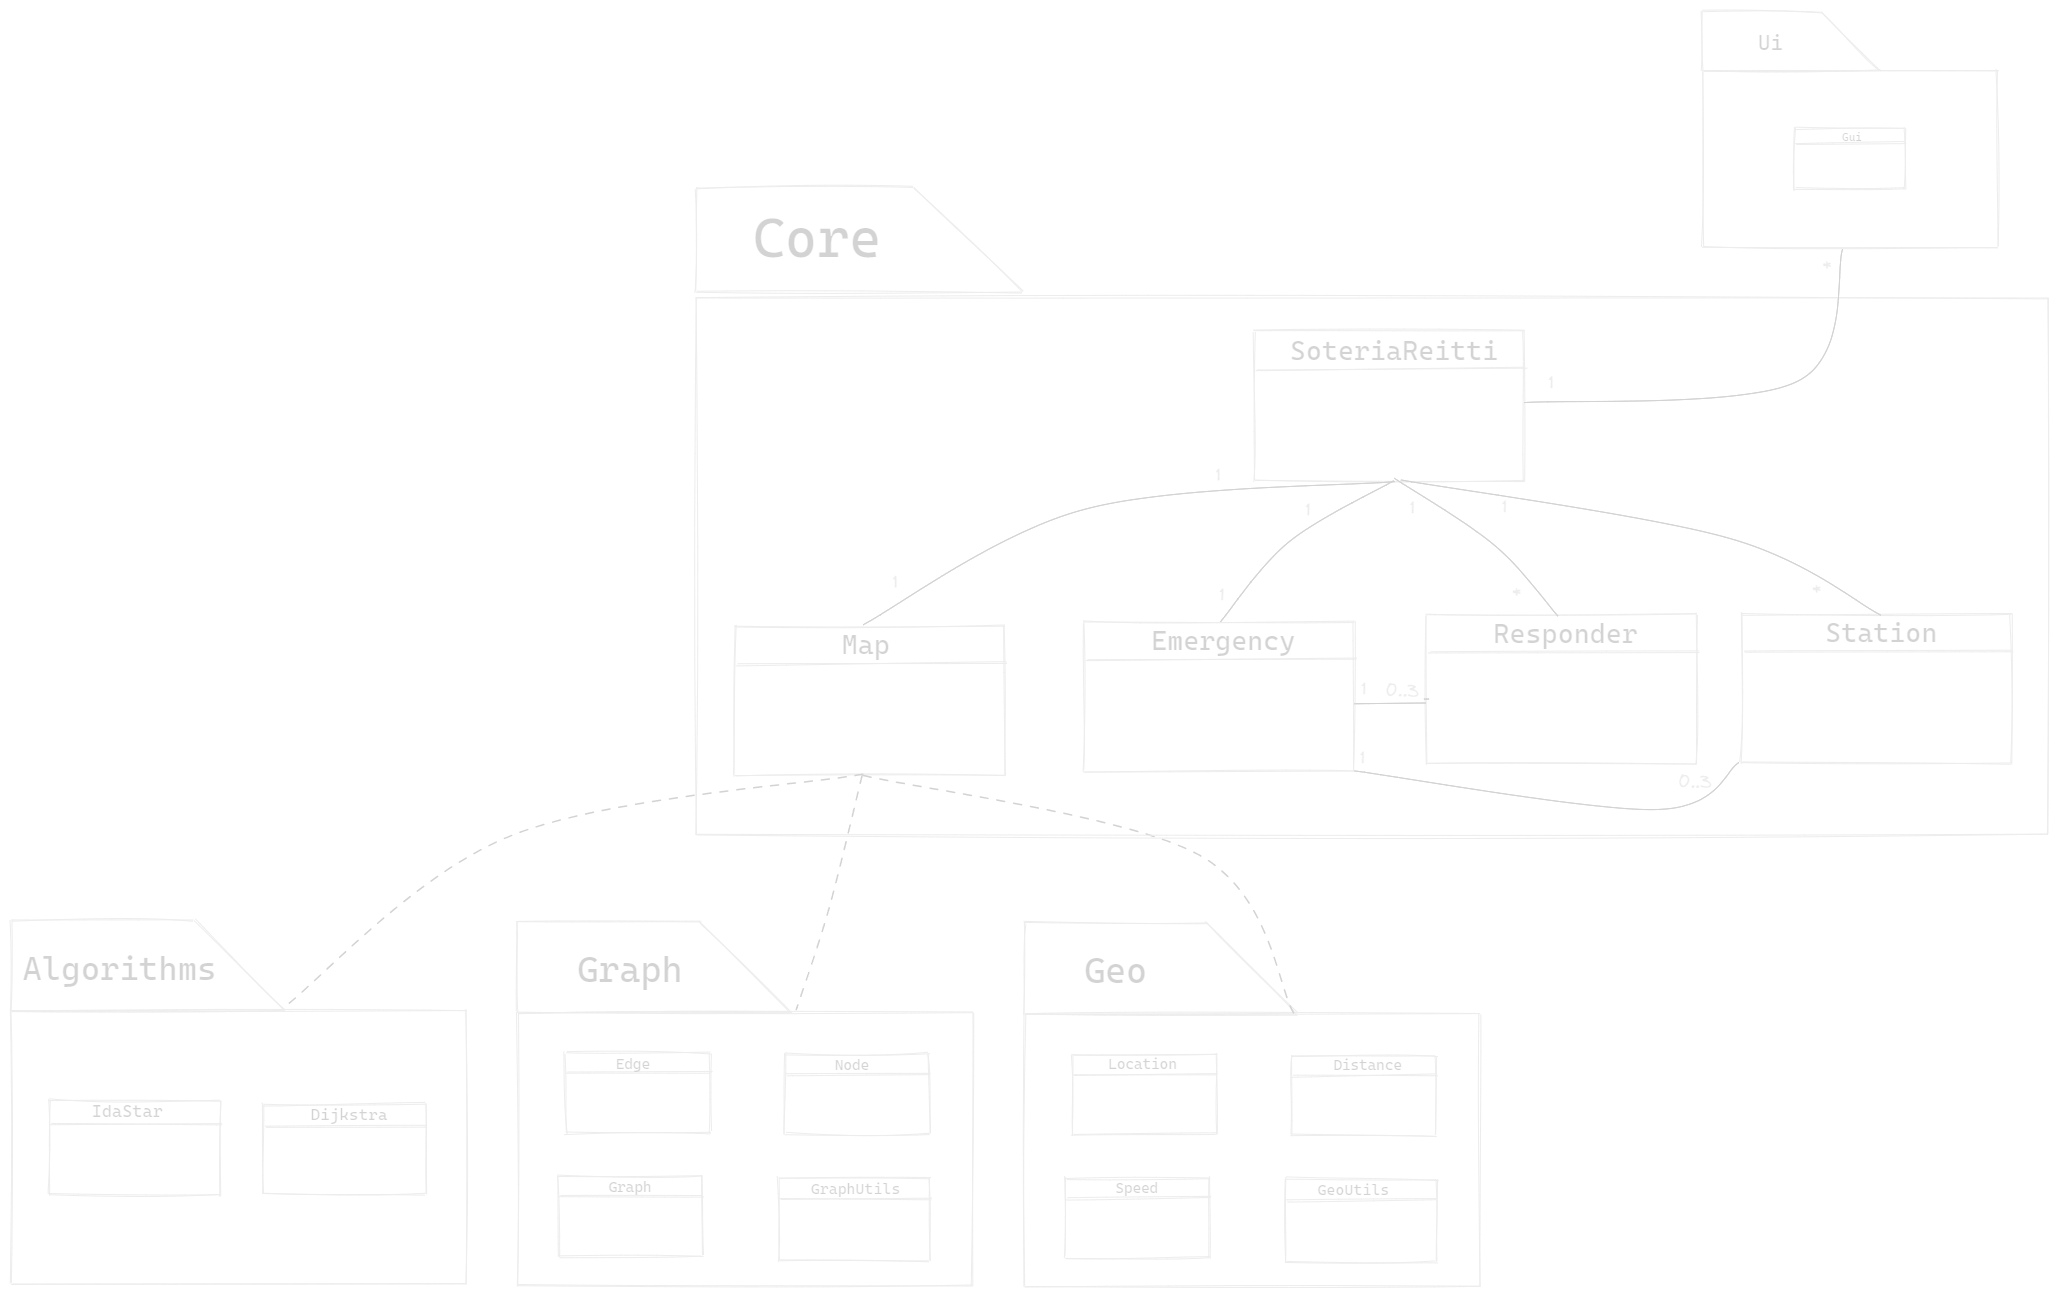 Ui
Gui
*
Core
SoteriaReitti
1
1
1
1
1
1
1
*
*
Map
Emergency
Responder
Station
1
0..3
1
0..3
Algorithms
Graph
Geo
IdaStar
Dijkstra
Edge
Node
Graph
GraphUtils
Location
Distance
Speed
GeoUtils